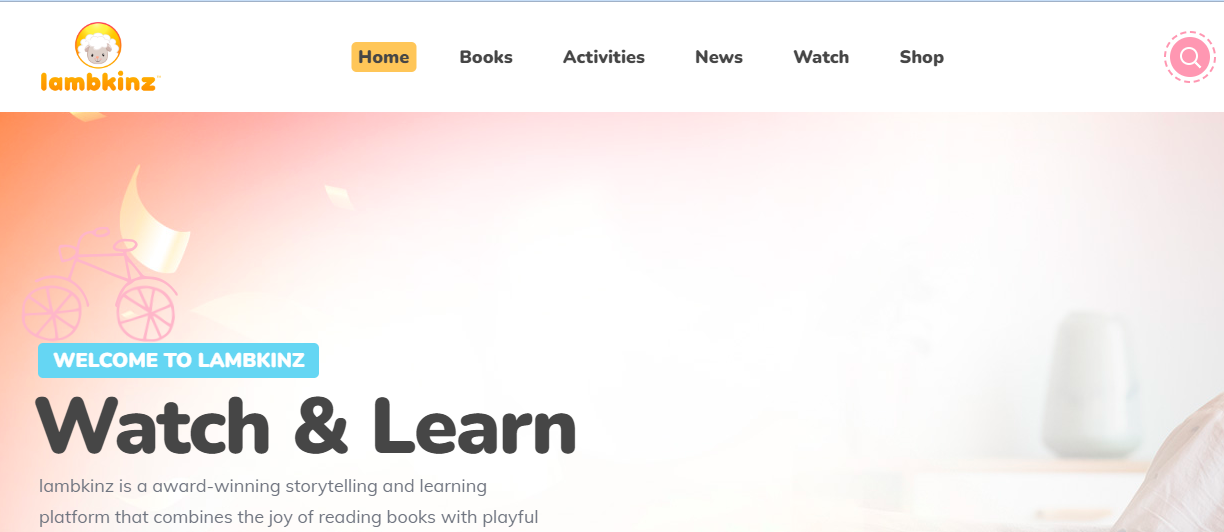 lambkinz
Home Books Activities News Watch Shop
WELCOME TO LAMBKINZ
Watch & Learn
lambkinz is a award-winning storytelling and learning
platform that combines the joy of reading books with playful